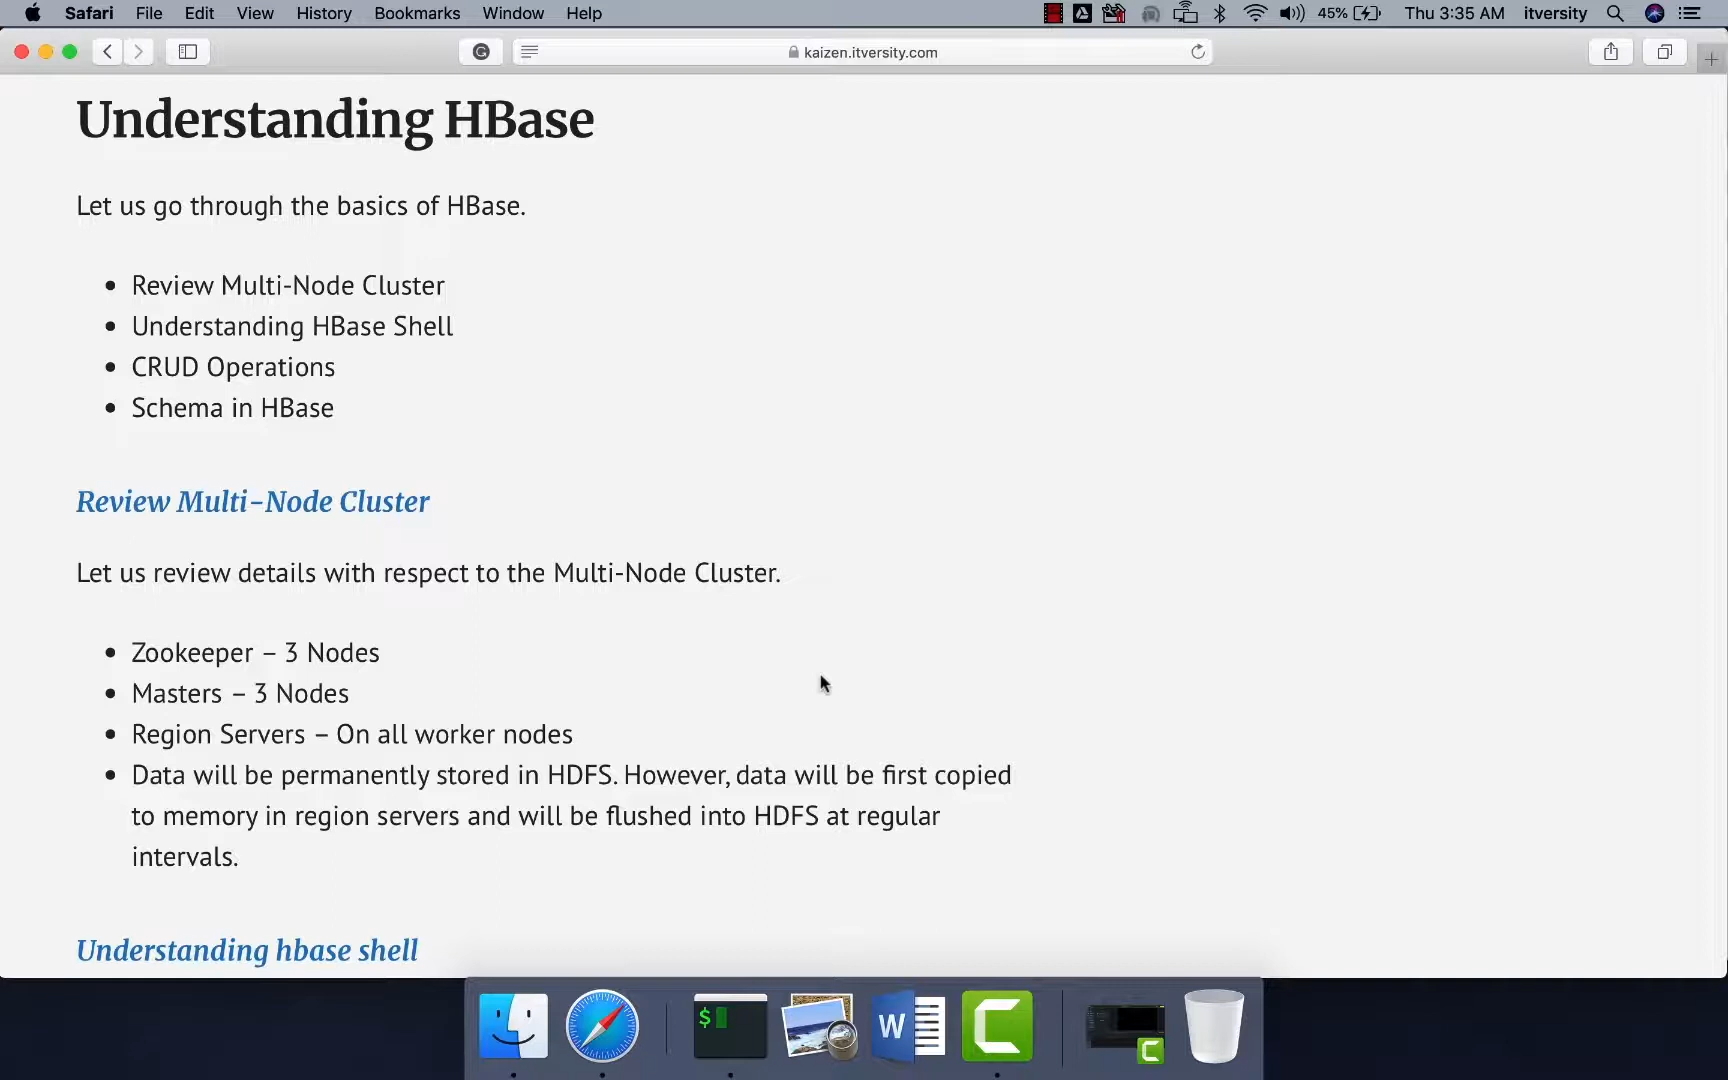 Safari File Edit View History Bookmarks Window Help 45% Thu 3:35 AM itversity
kaizen.itversity.com
Understanding HBase
Let us go through the basics of HBase.
• Review Multi-Node Cluster
• Understanding HBase Shell
• CRUD Operations
• Schema in HBase
Review Multi-Node Cluster
Let us review details with respect to the Multi-Node Cluster.
• Zookeeper – 3 Nodes
• Masters – 3 Nodes
• Region Servers – On all worker nodes
• Data will be permanently stored in HDFS. However, data will be first copied
to memory in region servers and will be flushed into HDFS at regular
intervals.
Understanding hbase shell
$
W